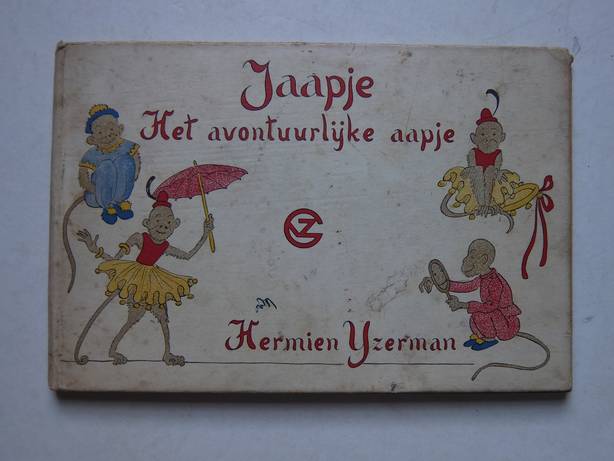 Jaapje
Het avontuurlijke aapje
Hermien Yzerman